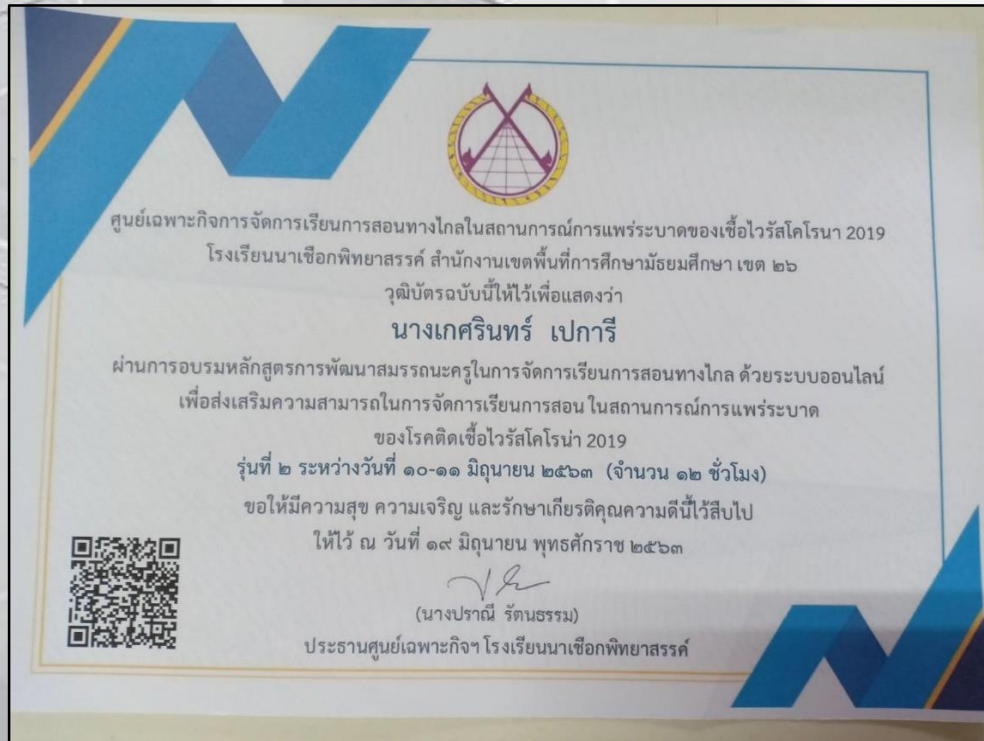 ศูนย์เฉพาะกิจการจัดการเรียนการสอนทางไกลในสถานการณ์การแพร่ระบาดของเชื้อไวรัสโคโรนา 2019
โรงเรียนนาเชือกพิทยาสรรค์ สำนักงานเขตพื้นที่การศึกษามัธยมศึกษา เขต ๒๖
วุฒิบัตรฉบับนี้ให้ไว้เพื่อแสดงว่า
นางเกศรินทร์ เปการี
ผ่านการอบรมหลักสูตรการพัฒนาสมรรถนะครูในการจัดการเรียนการสอนทางไกล ด้วยระบบออนไลน์
เพื่อส่งเสริมความสามารถในการจัดการเรียนการสอน ในสถานการณ์การแพร่ระบาด
ของโรคติดเชื้อไวรัสโคโรน่า 2019
รุ่นที่ ๒ ระหว่างวันที่ ๑๐-๑๑ มิถุนายน ๒๕๖๓ (จำนวน ๑๒ ชั่วโมง)
ขอให้มีความสุข ความเจริญ และรักษาเกียรติคุณความดีนี้ไว้สืบไป
ให้ไว้ ณ วันที่ ๑๙ มิถุนายน พุทธศักราช ๒๕๖๓
(นางปราณี รัตนธรรม)
ประธานศูนย์เฉพาะกิจฯ โรงเรียนนาเชือกพิทยาสรรค์